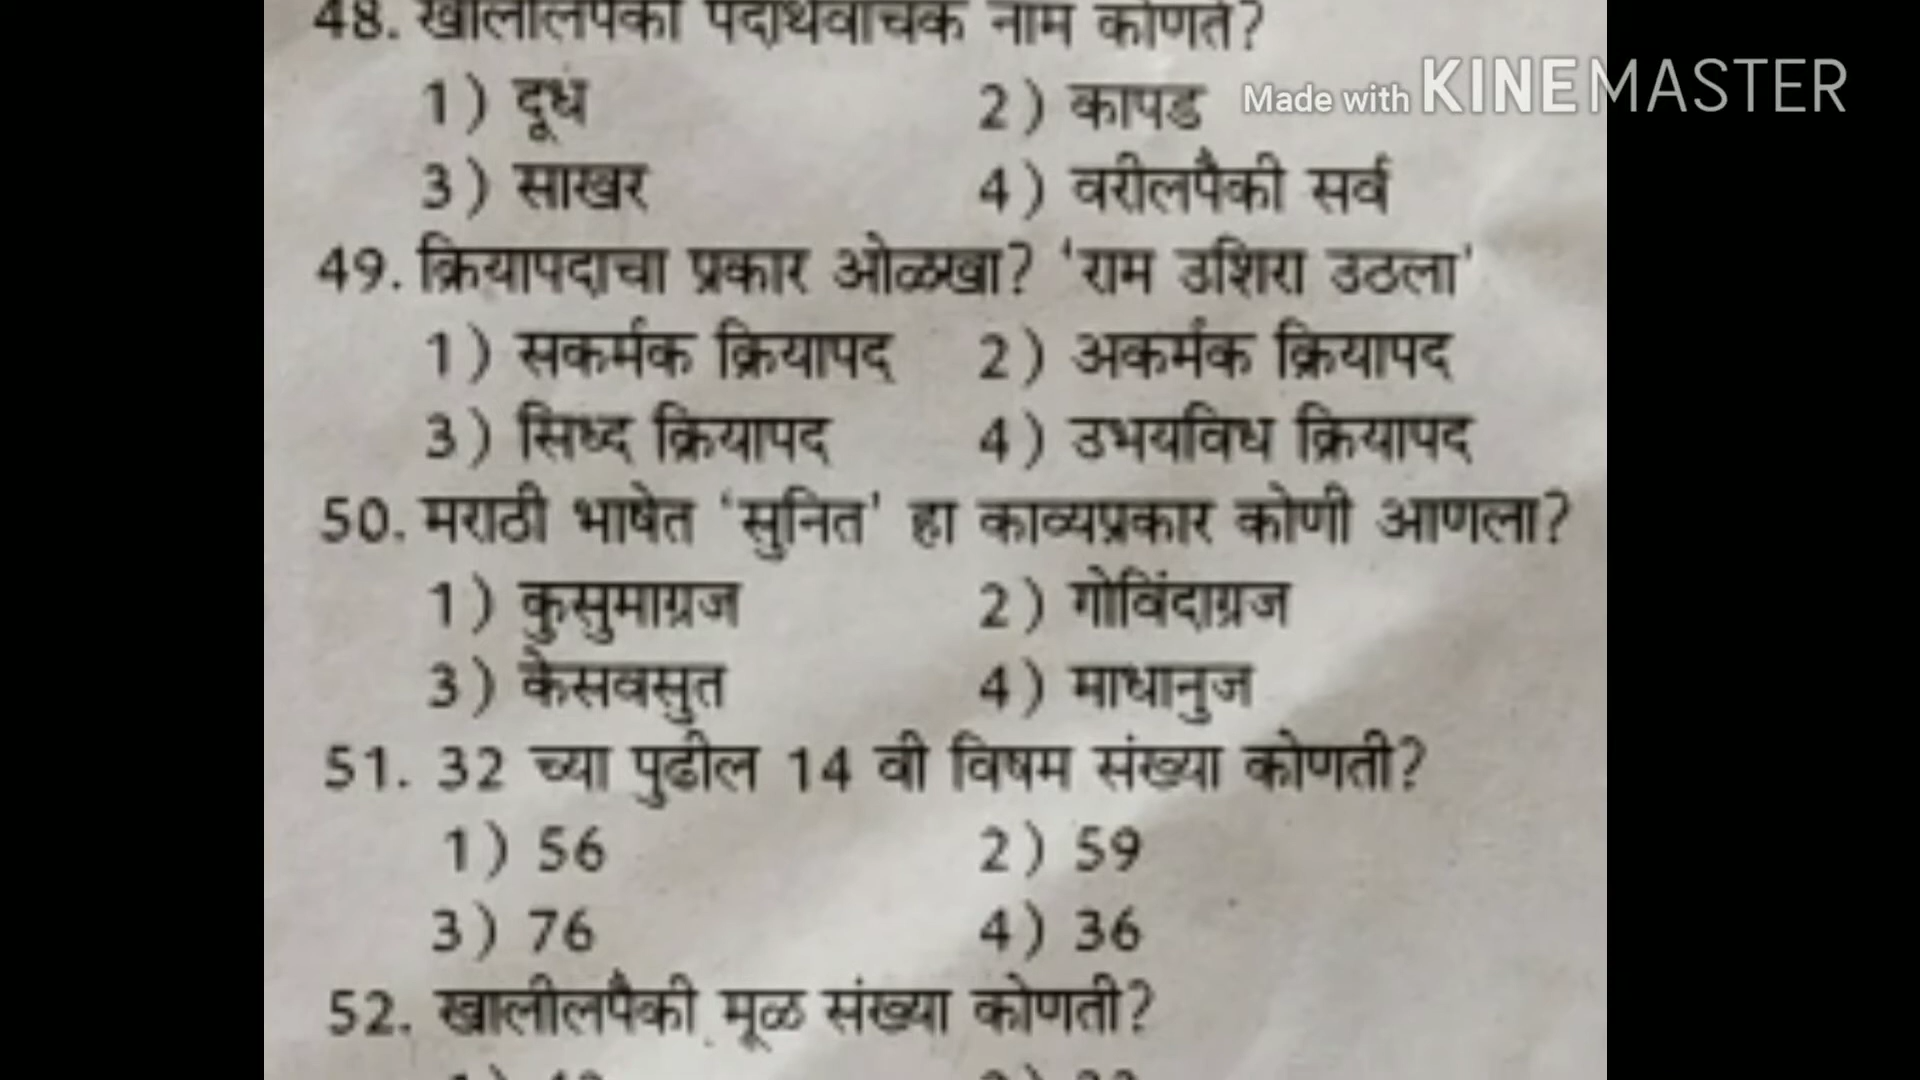 48. खालीलपैकी पदार्थवाचक नाम कोणते?
Made with KINEMASTER
1) दूध 2) कापड
3) साखर 4) वरीलपैकी सर्व
49. क्रियापदाचा प्रकार ओळखा? 'राम उशिरा उठला'
1) सकर्मक क्रियापद 2) अकर्मक क्रियापद
3) सिध्द क्रियापद 4) उभयविध क्रियापद
50. मराठी भाषेत 'सुनित' हा काव्यप्रकार कोणी आणला?
1) कुसुमाग्रज 2) गोविंदाग्रज
3) केसवसुत 4) माधानुज
51. 32 च्या पुढील 14 वी विषम संख्या कोणती?
1) 56 2) 59
3) 76 4) 36
52. खालीलपैकी मूळ संख्या कोणती?